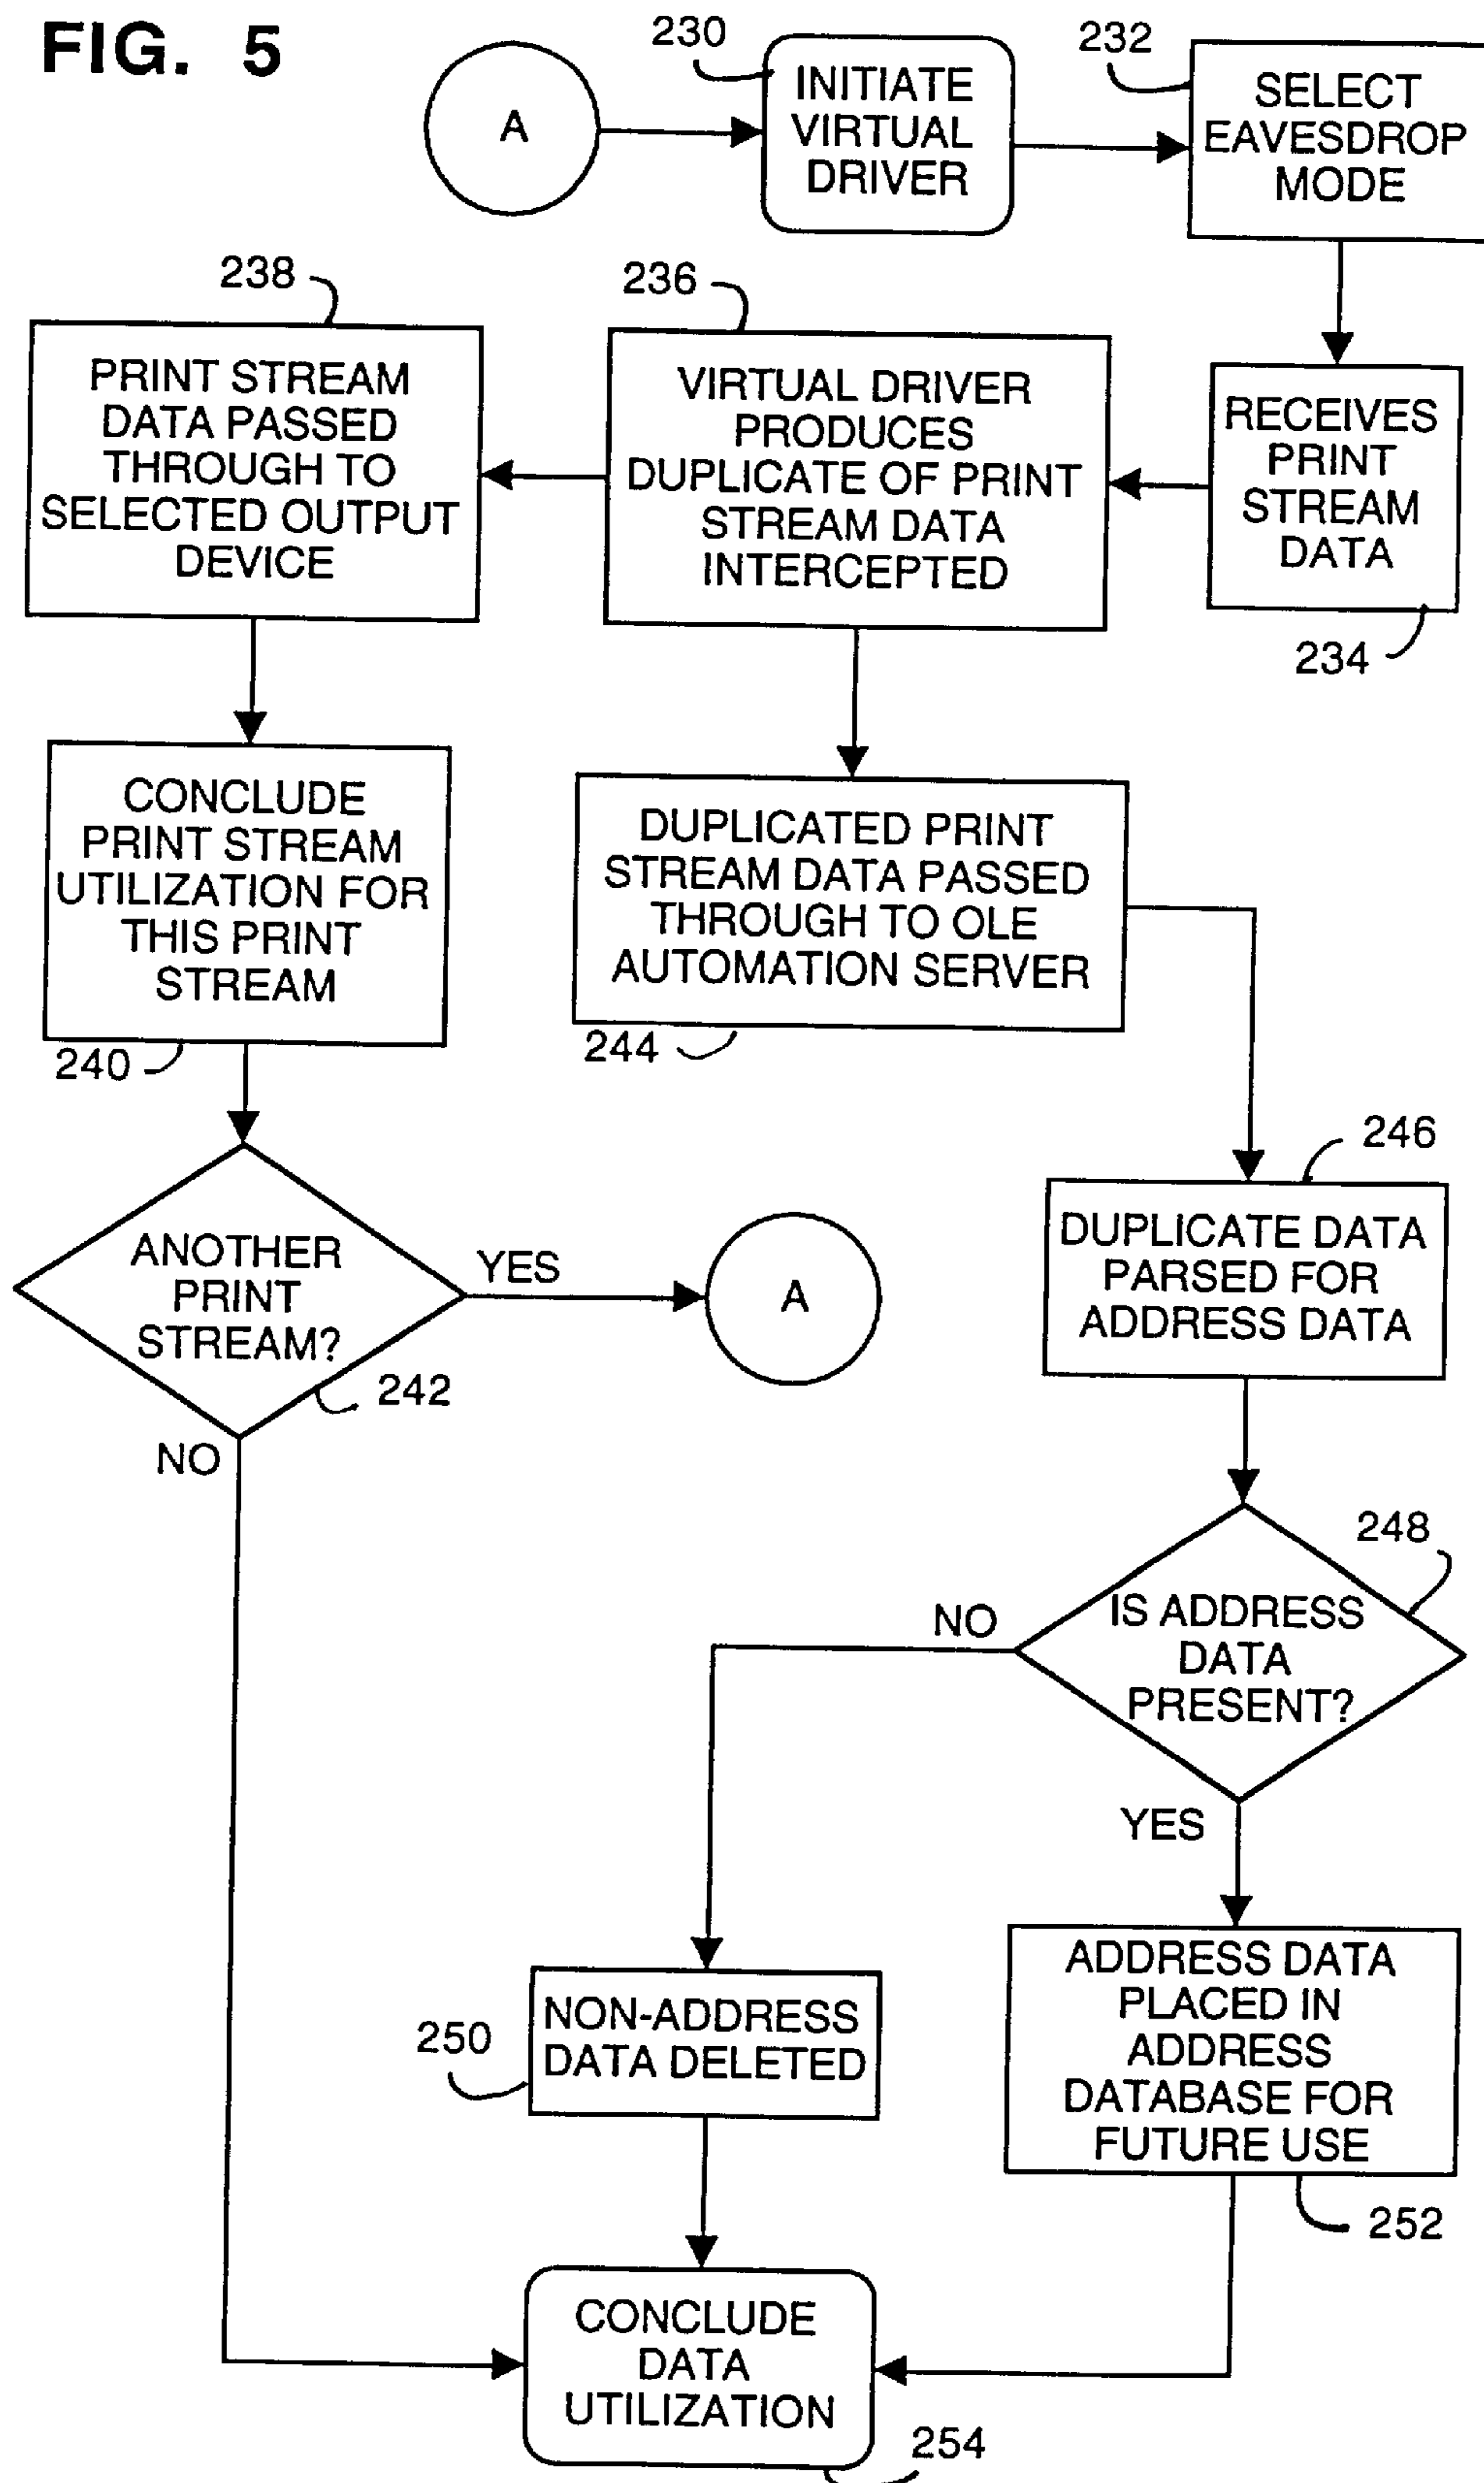 FIG. 5
A
230
INITIATE
VIRTUAL
DRIVER
232
SELECT
EAVESDROP
MODE
238
PRINT STREAM
DATA PASSED
THROUGH TO
SELECTED OUTPUT
DEVICE
236
VIRTUAL DRIVER
PRODUCES
DUPLICATE OF PRINT
STREAM DATA
INTERCEPTED
RECEIVES
PRINT
STREAM
DATA
234
CONCLUDE
PRINT STREAM
UTILIZATION FOR
THIS PRINT
STREAM
240
DUPLICATED PRINT
STREAM DATA PASSED
THROUGH TO OLE
AUTOMATION SERVER
244
ANOTHER
PRINT
STREAM?
242
YES
A
NO
246
DUPLICATE DATA
PARSED FOR
ADDRESS DATA
248
IS ADDRESS
DATA
PRESENT?
NO
YES
250
NON-ADDRESS
DATA DELETED
ADDRESS DATA
PLACED IN
ADDRESS
DATABASE FOR
FUTURE USE
252
CONCLUDE
DATA
UTILIZATION
254